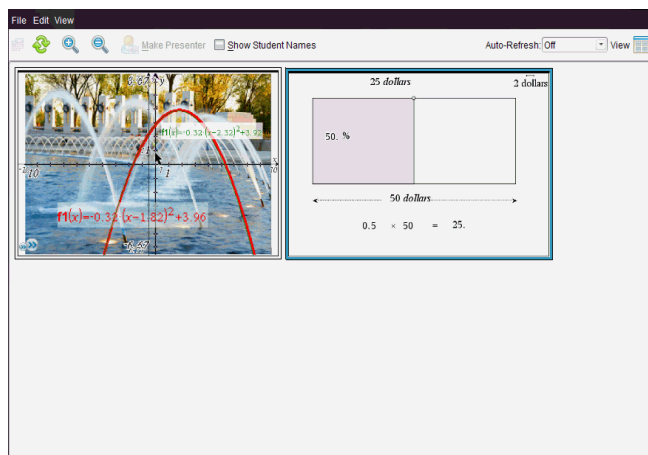 File Edit View
Make Presenter Show Student Names Auto-Refresh: Off View
y
f1(x)=-0.32·(x-2.32)²+3.9
-10 1 10 x
f1(x)=-0.32·(x-1.82)²+3.96
25 dollars 2 dollars
50. %
50 dollars
0.5 × 50 = 25.